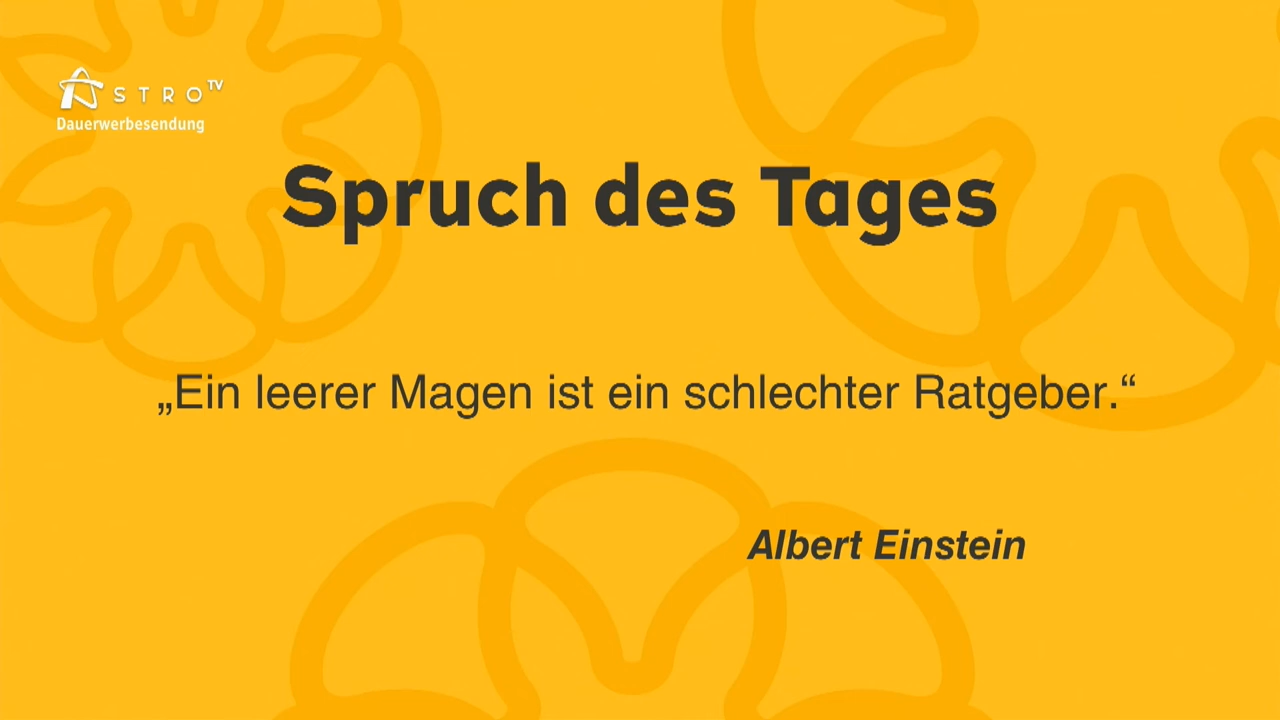 ASTRO TV
Dauerwerbesendung
Spruch des Tages
„Ein leerer Magen ist ein schlechter Ratgeber.“
Albert Einstein